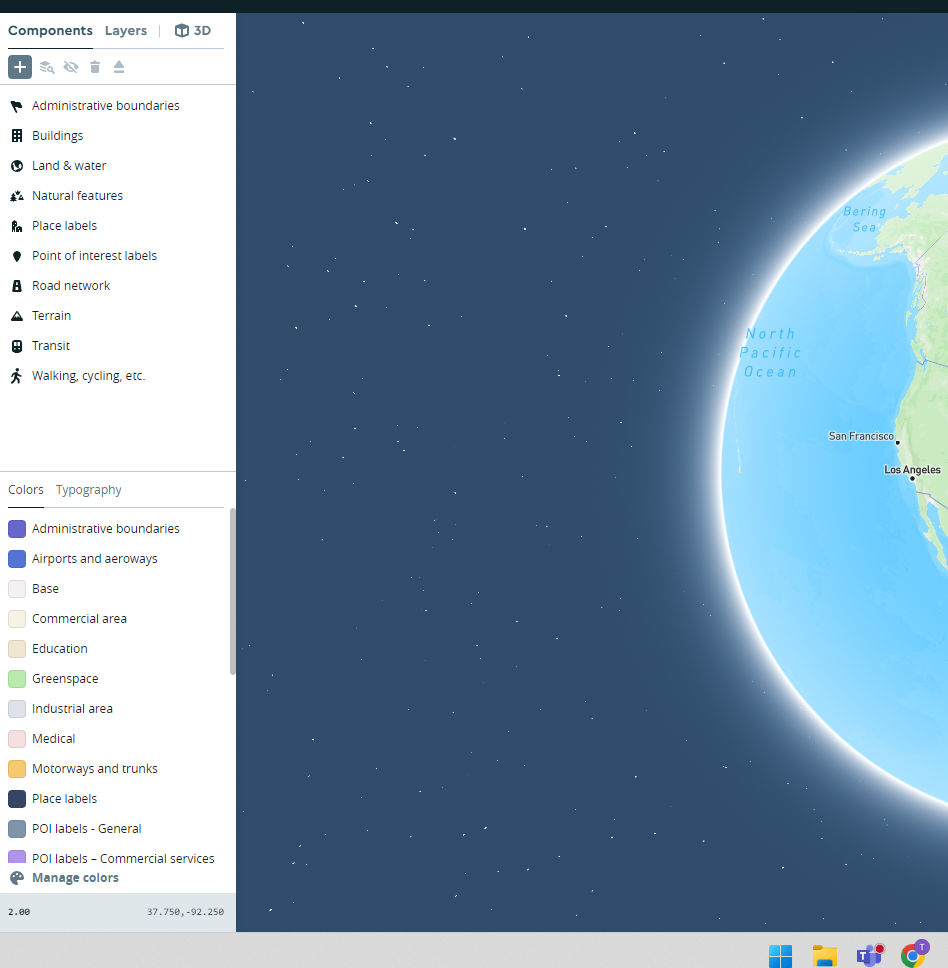 Components Layers | 3D
Administrative boundaries
Buildings
Land & water
Natural features
Place labels
Point of interest labels
Road network
Terrain
Transit
Walking, cycling, etc.
Colors Typography
Administrative boundaries
Airports and aeroways
Base
Commercial area
Education
Greenspace
Industrial area
Medical
Motorways and trunks
Place labels
POI labels - General
POI labels – Commercial services
Manage colors
2.00 37.750,-92.250
Bering
Sea
North
Pacific
Ocean
San Francisco
Los Angeles
T
T